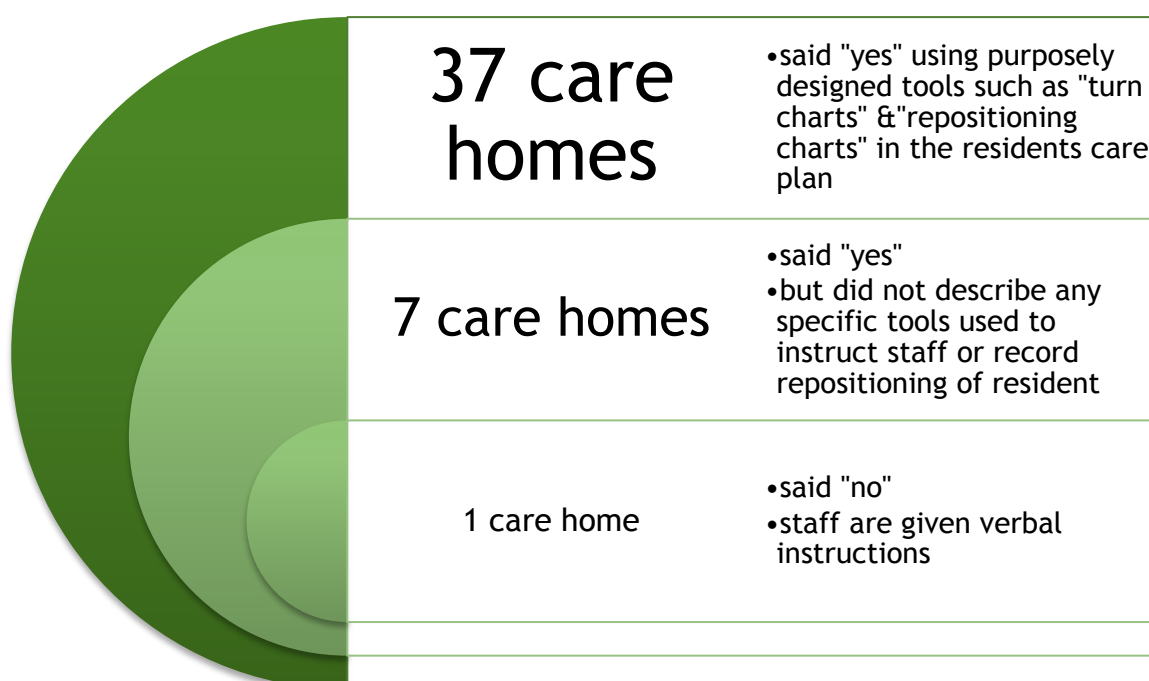 37 care
homes
•said "yes" using purposely
designed tools such as "turn
charts" &"repositioning
charts" in the residents care
plan
7 care homes
•said "yes"
•but did not describe any
specific tools used to
instruct staff or record
repositioning of resident
1 care home
•said "no"
•staff are given verbal
instructions